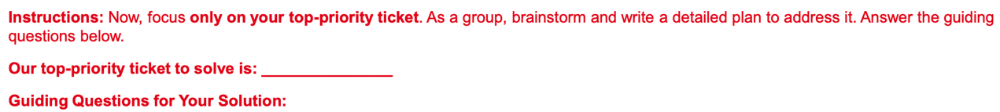 Instructions: Now, focus only on your top-priority ticket. As a group, brainstorm and write a detailed plan to address it. Answer the guiding
questions below.
Our top-priority ticket to solve is: _______________
Guiding Questions for Your Solution: